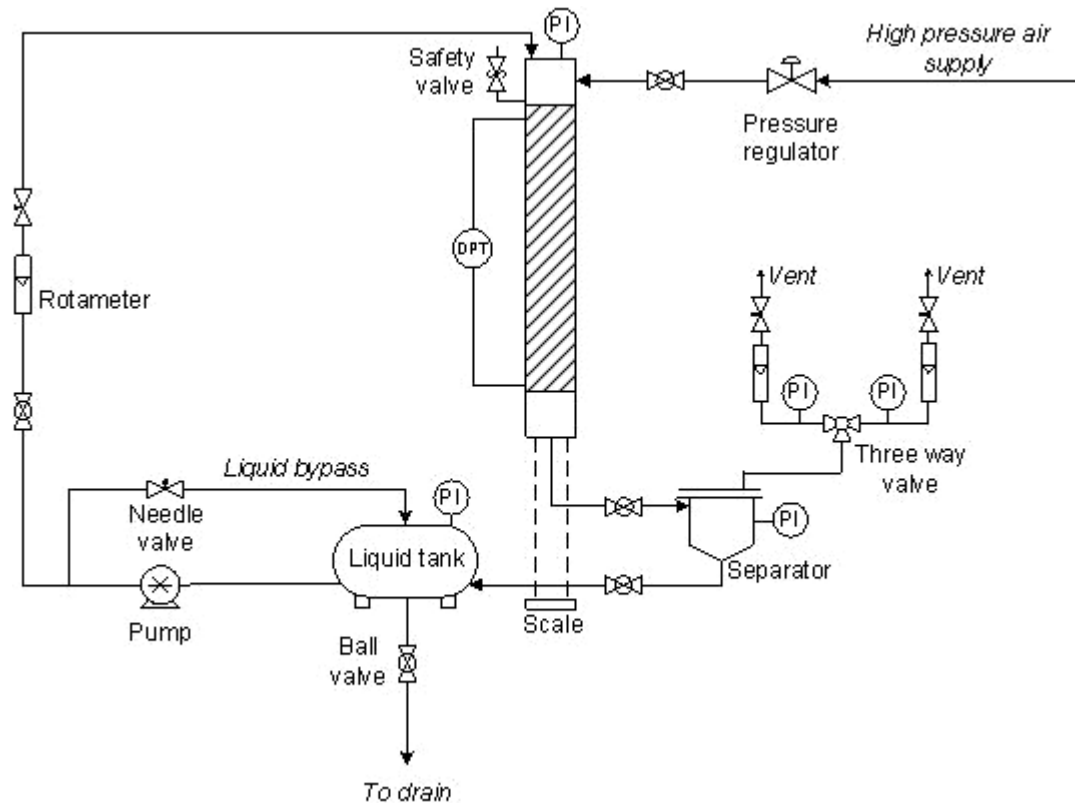 PI
High pressure air
supply
Safety
valve
Pressure
regulator
DPT
Rotameter
Vent
Vent
PI
PI
Three way
valve
Liquid bypass
Needle
valve
PI
Liquid tank
PI
Separator
Pump
Scale
Ball
valve
To drain